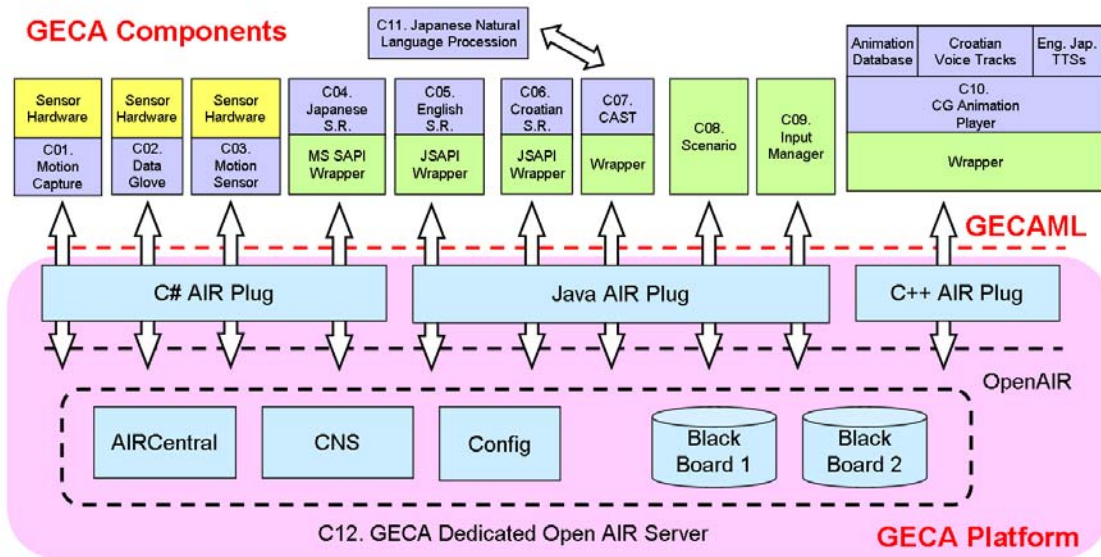 GECA Components
C11. Japanese Natural
Language Procession
Animation
Database
Croatian
Voice Tracks
Eng. Jap.
TTSs
Sensor
Hardware
Sensor
Hardware
Sensor
Hardware
C04.
Japanese
S.R.
C05.
English
S.R.
C06.
Croatian
S.R.
C07.
CAST
C08.
Scenario
C09.
Input
Manager
C10.
CG Animation
Player
C01.
Motion
Capture
C02.
Data
Glove
C03.
Motion
Sensor
MS SAPI
Wrapper
JSAPI
Wrapper
JSAPI
Wrapper
Wrapper
Wrapper
GECAML
C# AIR Plug
Java AIR Plug
C++ AIR Plug
OpenAIR
AIRCentral
CNS
Config
Black
Board 1
Black
Board 2
C12. GECA Dedicated Open AIR Server
GECA Platform